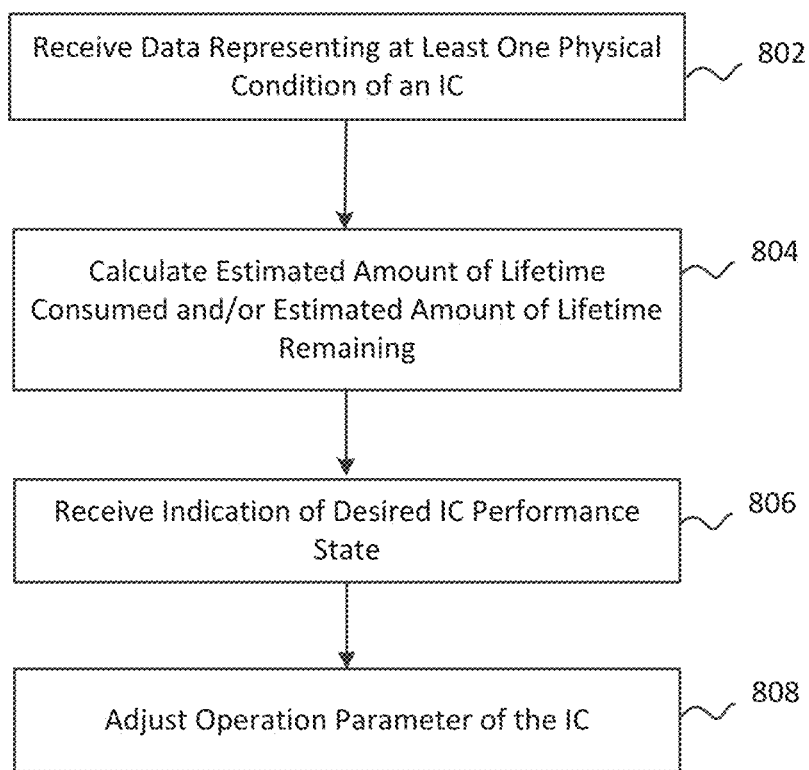 Receive Data Representing at Least One Physical
Condition of an IC
802
Calculate Estimated Amount of Lifetime
Consumed and/or Estimated Amount of Lifetime
Remaining
804
Receive Indication of Desired IC Performance
State
806
Adjust Operation Parameter of the IC
808